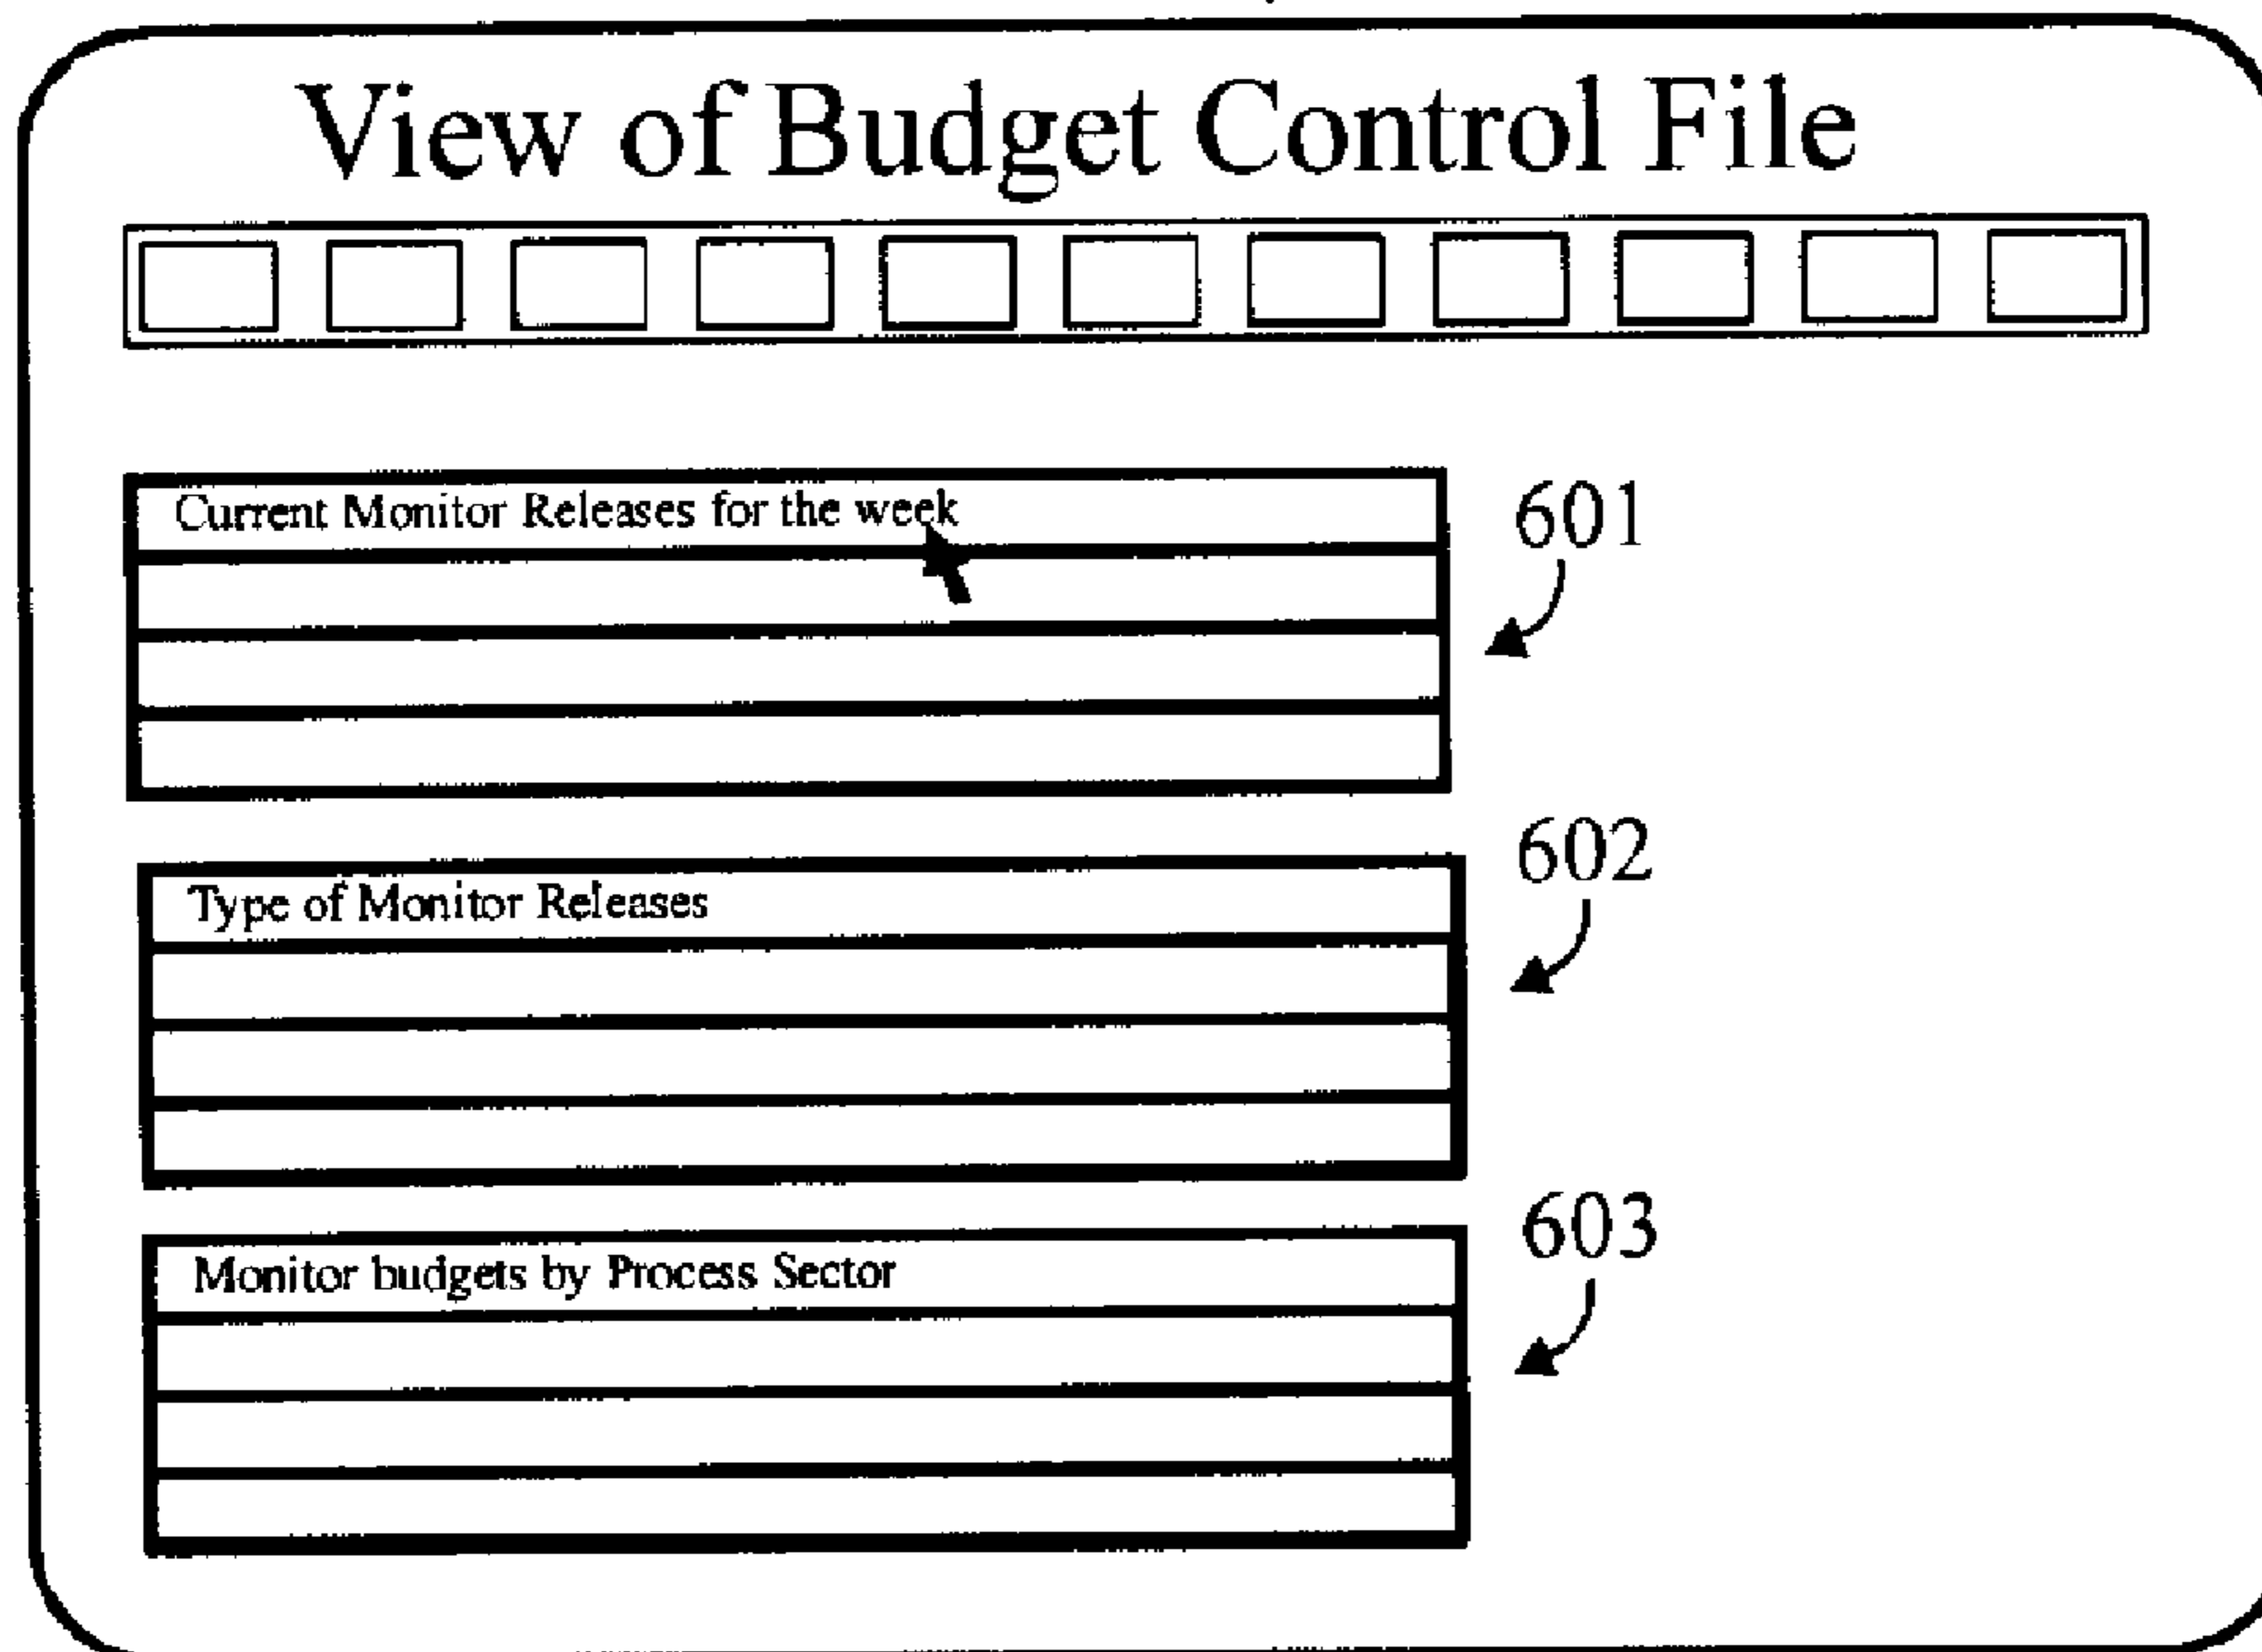 View of Budget Control File
Current Monitor Releases for the week
601
602
Type of Monitor Releases
603
Monitor budgets by Process Sector